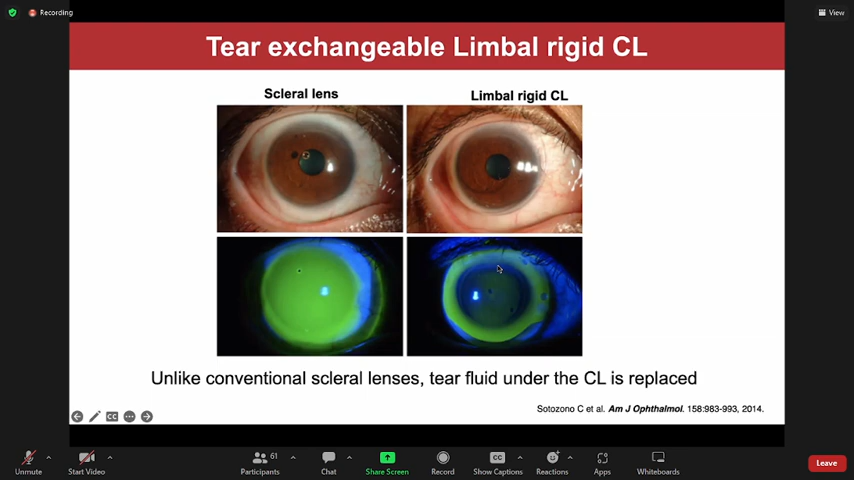 Recording
View
Tear exchangeable Limbal rigid CL
Scleral lens
Limbal rigid CL
Unlike conventional scleral lenses, tear fluid under the CL is replaced
Sotozono C et al. Am J Ophthalmol. 158:983-993, 2014.
CC
Unmute
Start Video
61
Participants
Chat
Share Screen
Record
CC
Show Captions
Reactions
Apps
Whiteboards
Leave